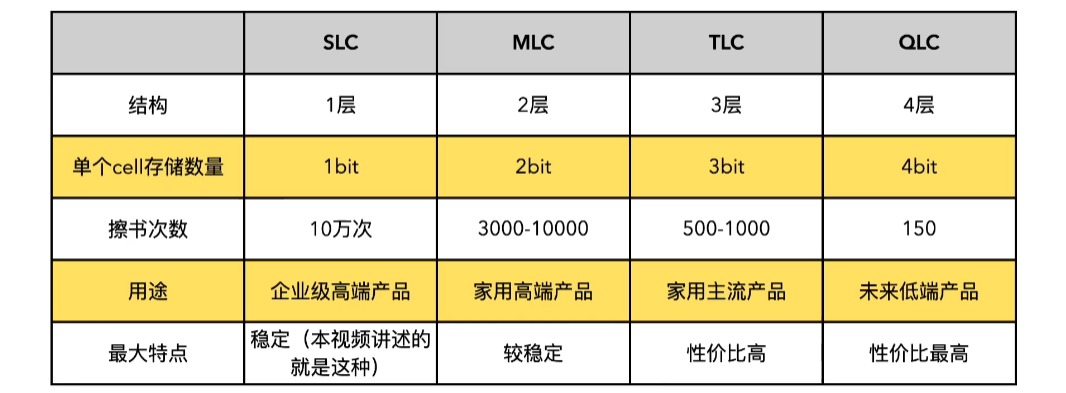 SLC MLC TLC QLC
结构 1层 2层 3层 4层
单个cell存储数量 1bit 2bit 3bit 4bit
擦书次数 10万次 3000-10000 500-1000 150
用途 企业级高端产品 家用高端产品 家用主流产品 未来低端产品
最大特点 稳定（本视频讲述的
就是这种） 较稳定 性价比高 性价比最高